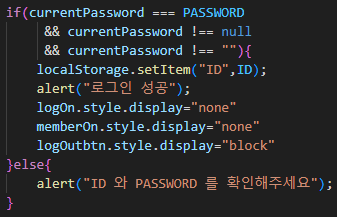 if(currentPassword === PASSWORD
&& currentPassword !== null
&& currentPassword !== ""){
localStorage.setItem("ID",ID);
alert("로그인 성공");
logOn.style.display="none"
memberOn.style.display="none"
logOutbtn.style.display="block"
}else{
alert("ID 와 PASSWORD 를 확인해주세요");
}